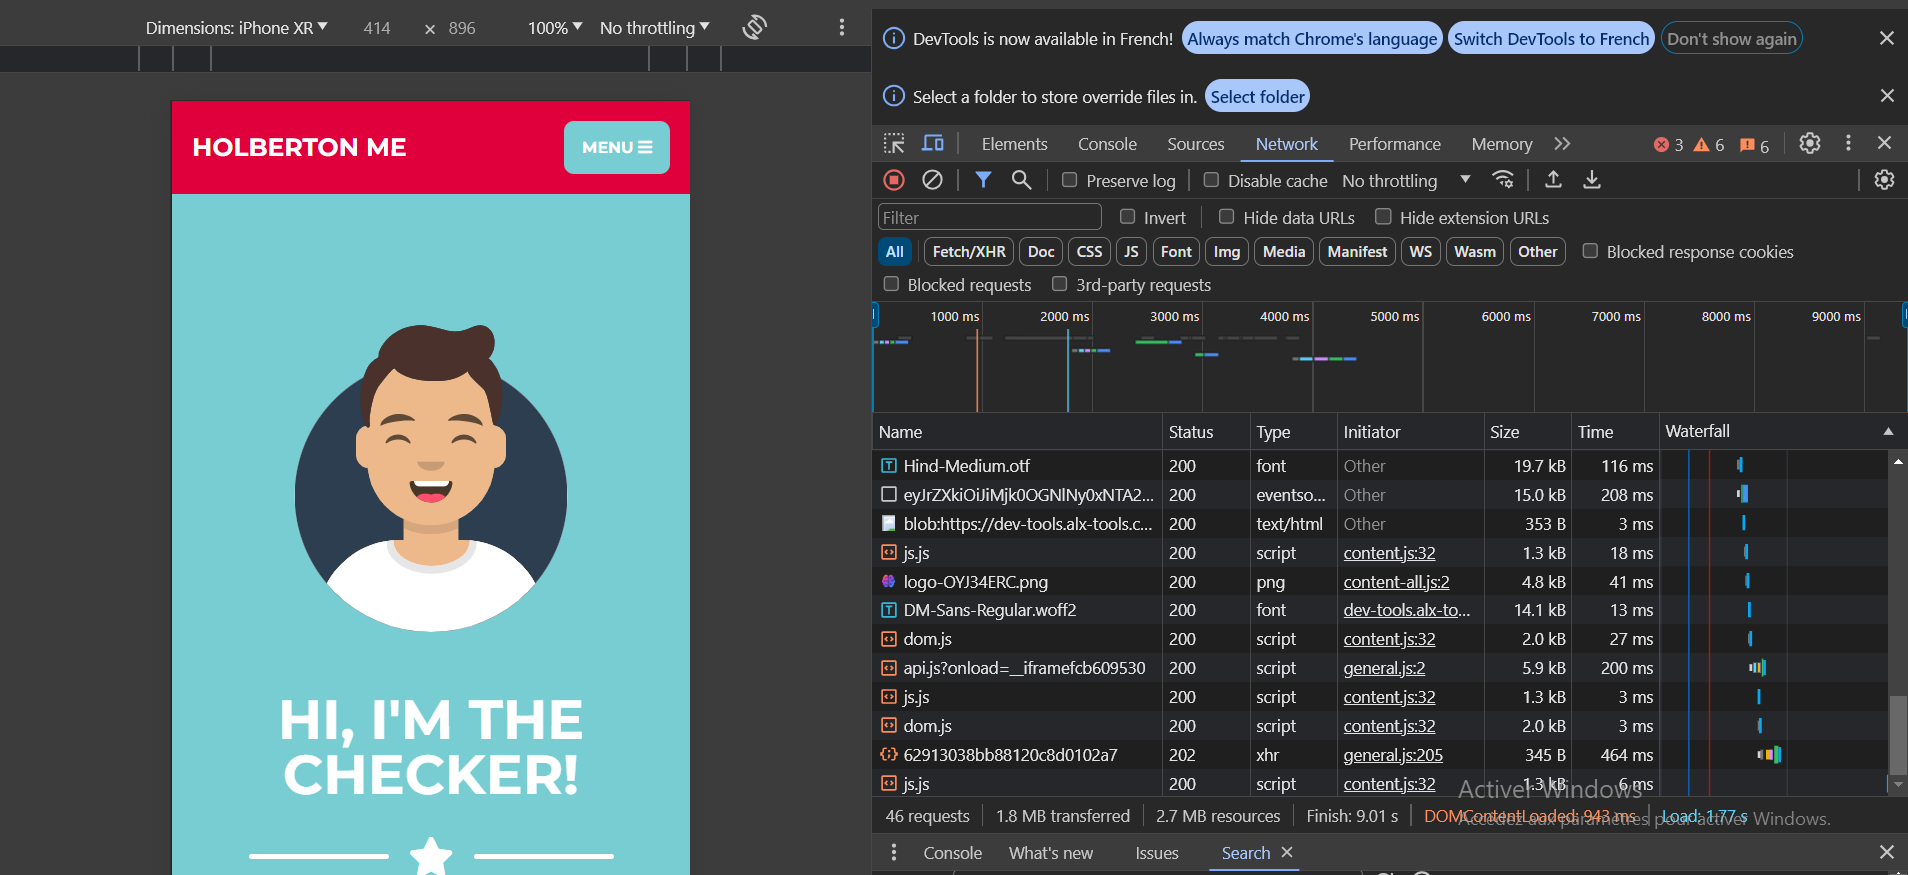 Dimensions: iPhone XR 414 × 896 100% No throttling
HOLBERTON ME
MENU
HI, I'M THE
CHECKER!
DevTools is now available in French! Always match Chrome's language Switch DevTools to French Don't show again
Select a folder to store override files in. Select folder
Elements Console Sources Network Performance Memory 3 6 6
Preserve log Disable cache No throttling
Filter Invert Hide data URLs Hide extension URLs
All Fetch/XHR Doc CSS JS Font Img Media Manifest WS Wasm Other Blocked response cookies
Blocked requests 3rd-party requests
1000 ms 2000 ms 3000 ms 4000 ms 5000 ms 6000 ms 7000 ms 8000 ms 9000 ms
Name Status Type Initiator Size Time Waterfall
Hind-Medium.otf 200 font Other 19.7 kB 116 ms
eyJrZXkiOiJiMjk0OGNlNy0xNTA2... 200 eventso... Other 15.0 kB 208 ms
blob:https://dev-tools.alx-tools.c... 200 text/html Other 353 B 3 ms
js.js 200 script content.js:32 1.3 kB 18 ms
logo-OYJ34ERC.png 200 png content-all.js:2 4.8 kB 41 ms
DM-Sans-Regular.woff2 200 font dev-tools.alx-to... 14.1 kB 13 ms
dom.js 200 script content.js:32 2.0 kB 27 ms
api.js?onload=__iframefcb609530 200 script general.js:2 5.9 kB 200 ms
js.js 200 script content.js:32 1.3 kB 3 ms
dom.js 200 script content.js:32 2.0 kB 3 ms
62913038bb88120c8d0102a7 202 xhr general.js:205 345 B 464 ms
js.js 200 script content.js:32 1.3 kB 6 ms
Activer Windows
46 requests 1.8 MB transferred 2.7 MB resources Finish: 9.01 s DOMContentLoaded: 943 ms Load: 1.77 s
Accédez aux paramètres pour activer Windows.
Console What's new Issues Search